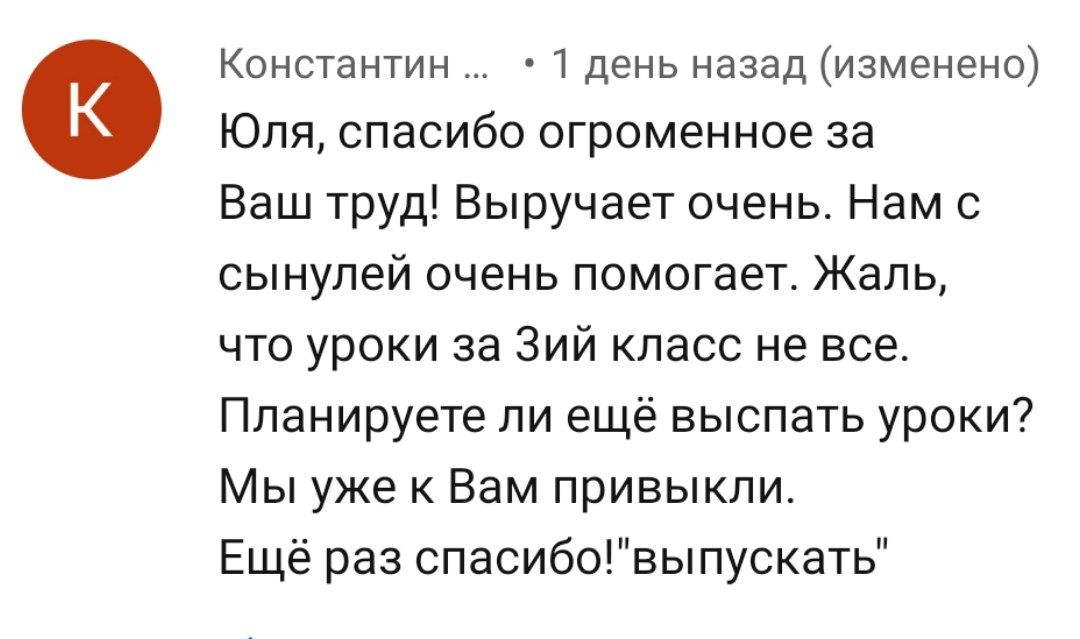 К
Константин ... • 1 день назад (изменено)
Юля, спасибо огроменное за
Ваш труд! Выручает очень. Нам с
сынулей очень помогает. Жаль,
что уроки за 3ий класс не все.
Планируете ли ещё выспать уроки?
Мы уже к Вам привыкли.
Ещё раз спасибо!"выпускать"